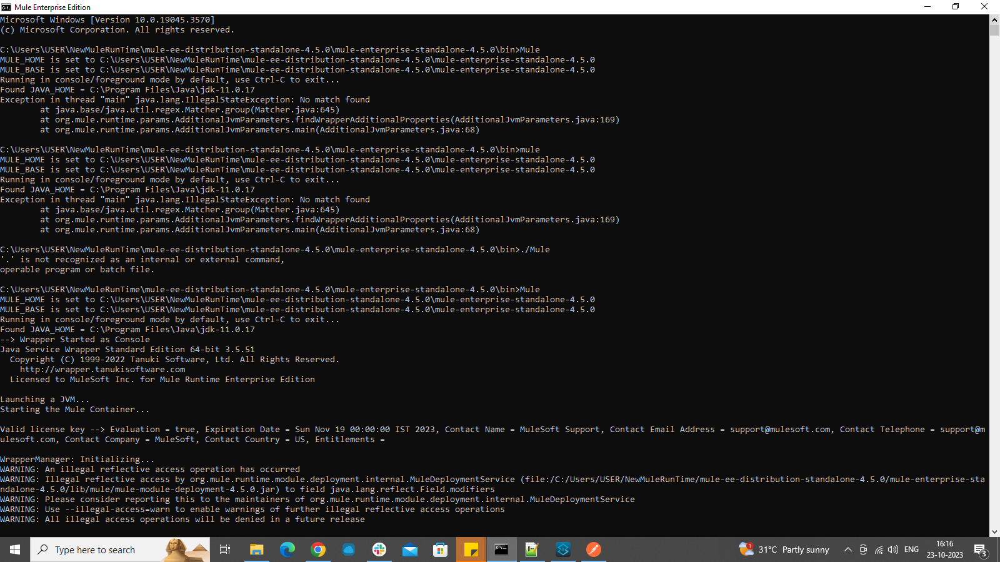 Mule Enterprise Edition
Microsoft Windows [Version 10.0.19045.3570]
(c) Microsoft Corporation. All rights reserved.
C:\Users\USER\NewMuleRunTime\mule-ee-distribution-standalone-4.5.0\mule-enterprise-standalone-4.5.0\bin>Mule
MULE_HOME is set to C:\Users\USER\NewMuleRunTime\mule-ee-distribution-standalone-4.5.0\mule-enterprise-standalone-4.5.0
MULE_BASE is set to C:\Users\USER\NewMuleRunTime\mule-ee-distribution-standalone-4.5.0\mule-enterprise-standalone-4.5.0
Running in console/foreground mode by default, use Ctrl-C to exit...
Found JAVA_HOME = C:\Program Files\Java\jdk-11.0.17
Exception in thread "main" java.lang.IllegalStateException: No match found
at java.base/java.util.regex.Matcher.group(Matcher.java:645)
at org.mule.runtime.params.AdditionalJvmParameters.findWrapperAdditionalProperties(AdditionalJvmParameters.java:169)
at org.mule.runtime.params.AdditionalJvmParameters.main(AdditionalJvmParameters.java:68)
C:\Users\USER\NewMuleRunTime\mule-ee-distribution-standalone-4.5.0\mule-enterprise-standalone-4.5.0\bin>mule
MULE_HOME is set to C:\Users\USER\NewMuleRunTime\mule-ee-distribution-standalone-4.5.0\mule-enterprise-standalone-4.5.0
MULE_BASE is set to C:\Users\USER\NewMuleRunTime\mule-ee-distribution-standalone-4.5.0\mule-enterprise-standalone-4.5.0
Running in console/foreground mode by default, use Ctrl-C to exit...
Found JAVA_HOME = C:\Program Files\Java\jdk-11.0.17
Exception in thread "main" java.lang.IllegalStateException: No match found
at java.base/java.util.regex.Matcher.group(Matcher.java:645)
at org.mule.runtime.params.AdditionalJvmParameters.findWrapperAdditionalProperties(AdditionalJvmParameters.java:169)
at org.mule.runtime.params.AdditionalJvmParameters.main(AdditionalJvmParameters.java:68)
C:\Users\USER\NewMuleRunTime\mule-ee-distribution-standalone-4.5.0\mule-enterprise-standalone-4.5.0\bin>./Mule
'.' is not recognized as an internal or external command,
operable program or batch file.
C:\Users\USER\NewMuleRunTime\mule-ee-distribution-standalone-4.5.0\mule-enterprise-standalone-4.5.0\bin>Mule
MULE_HOME is set to C:\Users\USER\NewMuleRunTime\mule-ee-distribution-standalone-4.5.0\mule-enterprise-standalone-4.5.0
MULE_BASE is set to C:\Users\USER\NewMuleRunTime\mule-ee-distribution-standalone-4.5.0\mule-enterprise-standalone-4.5.0
Running in console/foreground mode by default, use Ctrl-C to exit...
Found JAVA_HOME = C:\Program Files\Java\jdk-11.0.17
--> Wrapper Started as Console
Java Service Wrapper Standard Edition 64-bit 3.5.51
Copyright (C) 1999-2022 Tanuki Software, Ltd. All Rights Reserved.
http://wrapper.tanukisoftware.com
Licensed to MuleSoft Inc. for Mule Runtime Enterprise Edition
Launching a JVM...
Starting the Mule Container...
Valid license key --> Evaluation = true, Expiration Date = Sun Nov 19 00:00:00 IST 2023, Contact Name = MuleSoft Support, Contact Email Address = support@mulesoft.com, Contact Telephone = support@m
ulesoft.com, Contact Company = MuleSoft, Contact Country = US, Entitlements =
WrapperManager: Initializing...
WARNING: An illegal reflective access operation has occurred
WARNING: Illegal reflective access by org.mule.runtime.module.deployment.internal.MuleDeploymentService (file:/C:/Users/USER/NewMuleRunTime/mule-ee-distribution-standalone-4.5.0/mule-enterprise-sta
ndalone-4.5.0/lib/mule/mule-module-deployment-4.5.0.jar) to field java.lang.reflect.Field.modifiers
WARNING: Please consider reporting this to the maintainers of org.mule.runtime.module.deployment.internal.MuleDeploymentService
WARNING: Use --illegal-access=warn to enable warnings of further illegal reflective access operations
WARNING: All illegal access operations will be denied in a future release
Type here to search
1
31°C Partly sunny
ENG
16:16
23-10-2023
3